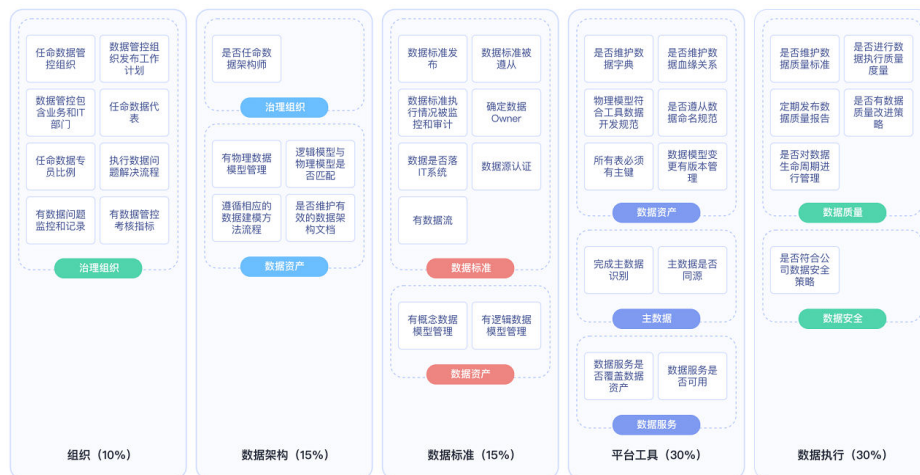 任命数据管
控组织
数据管控组
织发布工作
计划
数据管控包
含业务和IT
部门
任命数据代
表
任命数据专
员比例
执行数据问
题解决流程
有数据问题
监控和记录
有数据管控
考核指标
治理组织
组织（10%）
是否任命数
据架构师
治理组织
有物理数据
模型管理
逻辑模型与
物理模型是
否匹配
遵循相应的
数据建模方
法流程
是否维护有
效的数据架
构文档
数据资产
数据架构（15%）
数据标准发
布
数据标准被
遵从
数据标准执
行情况被监
控和审计
确定数据
Owner
数据是否落
IT系统
数据源认证
有数据流
数据标准
有概念数据
模型管理
有逻辑数据
模型管理
数据资产
数据标准（15%）
是否维护数
据字典
是否维护数
据血缘关系
物理模型符
合工具数据
开发规范
是否遵从数
据命名规范
所有表必须
有主键
数据模型变
更有版本管
理
数据资产
完成主数据
识别
主数据是否
同源
主数据
数据服务是
否覆盖数据
资产
数据服务是
否可用
数据服务
平台工具（30%）
是否维护数
据质量标准
是否进行数
据执行质量
度量
定期发布数
据质量报告
是否有数据
质量改进策
略
是否对数据
生命周期进
行管理
数据质量
是否符合公
司数据安全
策略
数据安全
数据执行（30%）